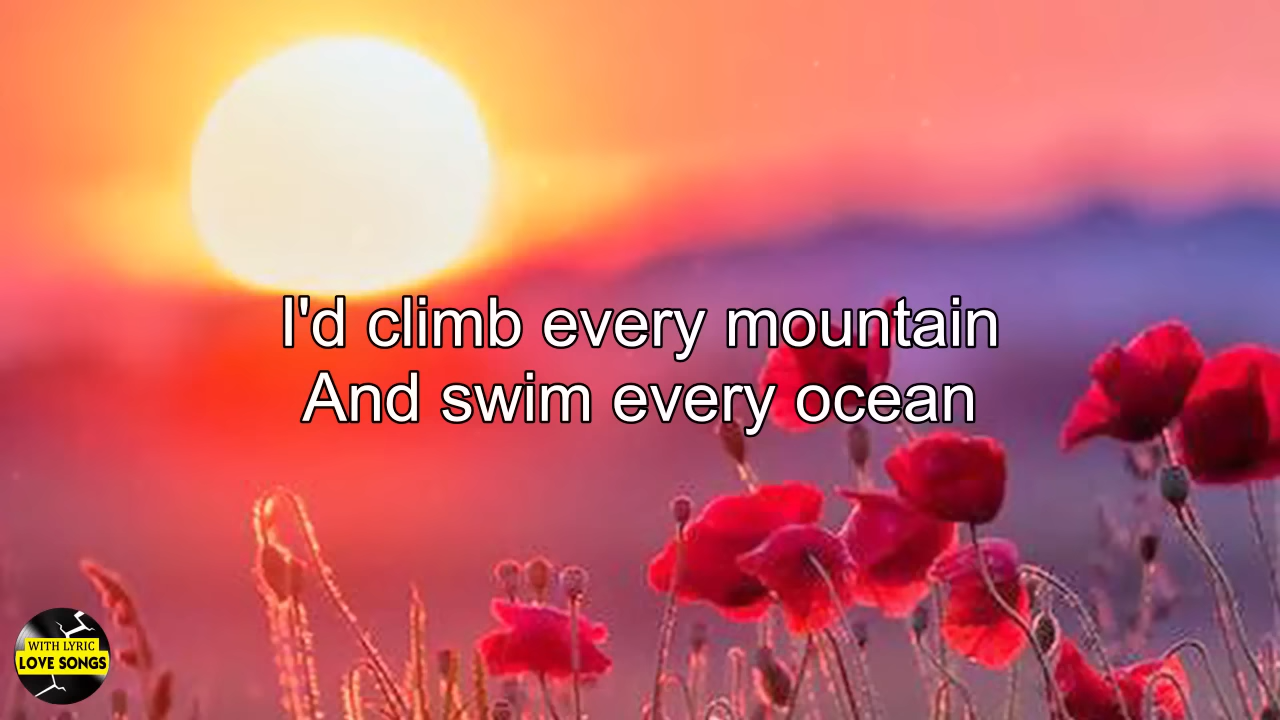 I'd climb every mountain
And swim every ocean
WITH LYRIC
LOVE SONGS